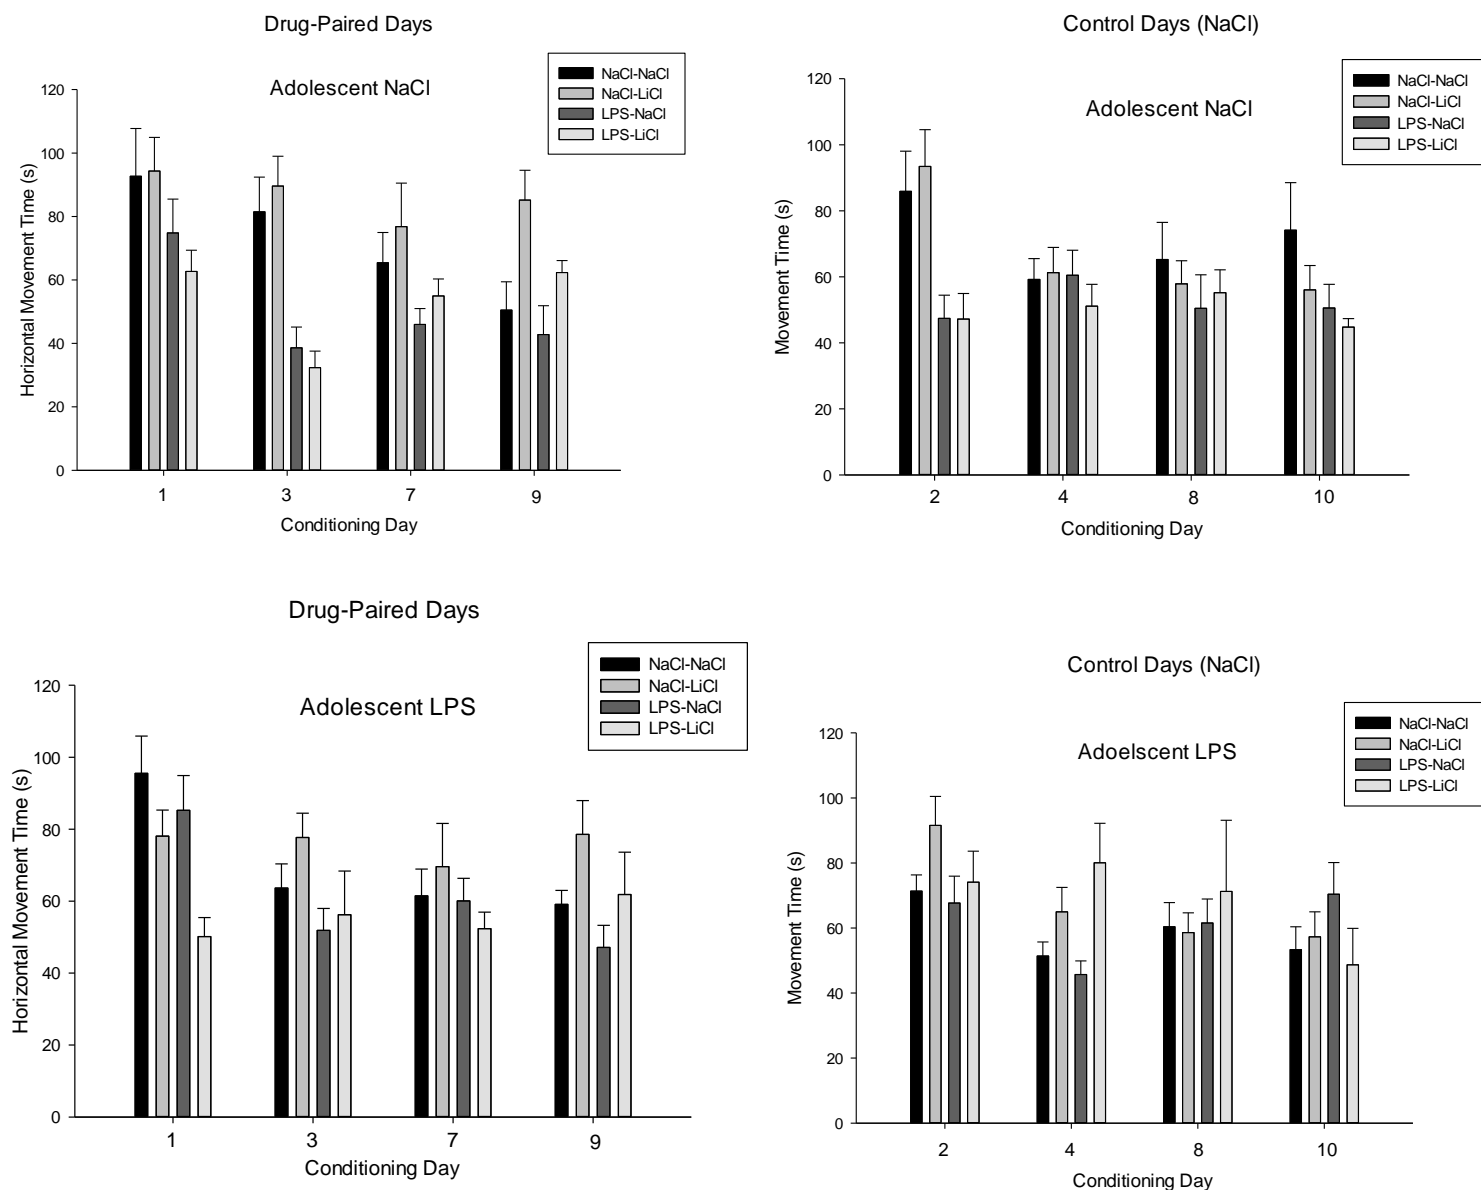 Drug-Paired Days
Adolescent NaCl
NaCl-NaCl
NaCl-LiCl
LPS-NaCl
LPS-LiCl
Horizontal Movement Time (s)
120
100
80
60
40
20
0
1 3 7 9
Conditioning Day
Control Days (NaCl)
Adolescent NaCl
NaCl-NaCl
NaCl-LiCl
LPS-NaCl
LPS-LiCl
Movement Time (s)
120
100
80
60
40
20
0
2 4 8 10
Conditioning Day
Drug-Paired Days
Adolescent LPS
NaCl-NaCl
NaCl-LiCl
LPS-NaCl
LPS-LiCl
Horizontal Movement Time (s)
120
100
80
60
40
20
0
1 3 7 9
Conditioning Day
Control Days (NaCl)
Adoelscent LPS
NaCl-NaCl
NaCl-LiCl
LPS-NaCl
LPS-LiCl
Movement Time (s)
120
100
80
60
40
20
0
2 4 8 10
Conditioning Day